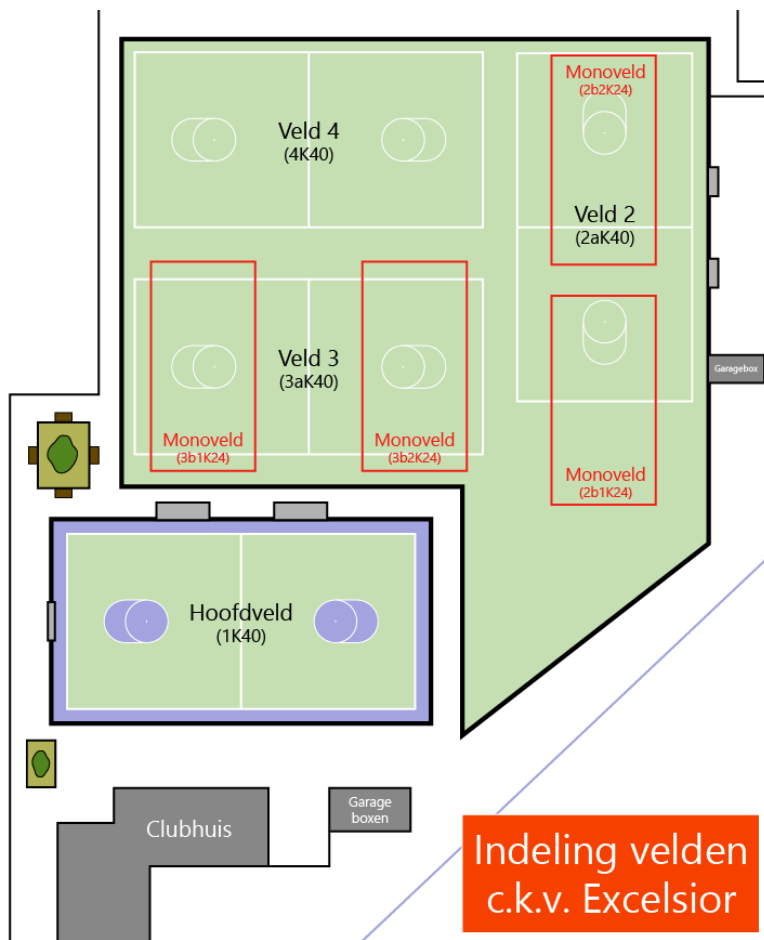 Monoveld
(2b2K24)
Veld 4
(4K40)
Veld 2
(2aK40)
Veld 3
(3aK40)
Garagebox
Monoveld
(3b1K24)
Monoveld
(3b2K24)
Monoveld
(2b1K24)
Hoofdveld
(1K40)
Clubhuis
Garage
boxen
Indeling velden
c.k.v. Excelsior